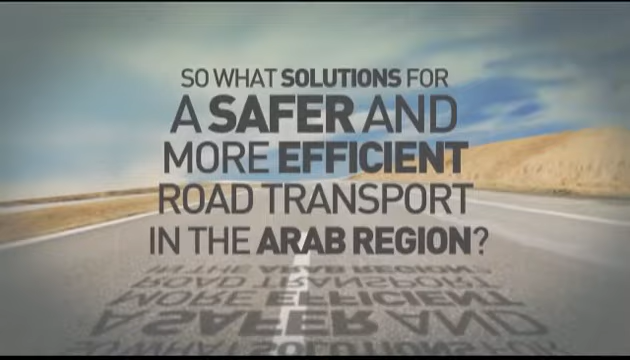 SO WHAT SOLUTIONS FOR
A SAFER AND
MORE EFFICIENT
ROAD TRANSPORT
IN THE ARAB REGION?